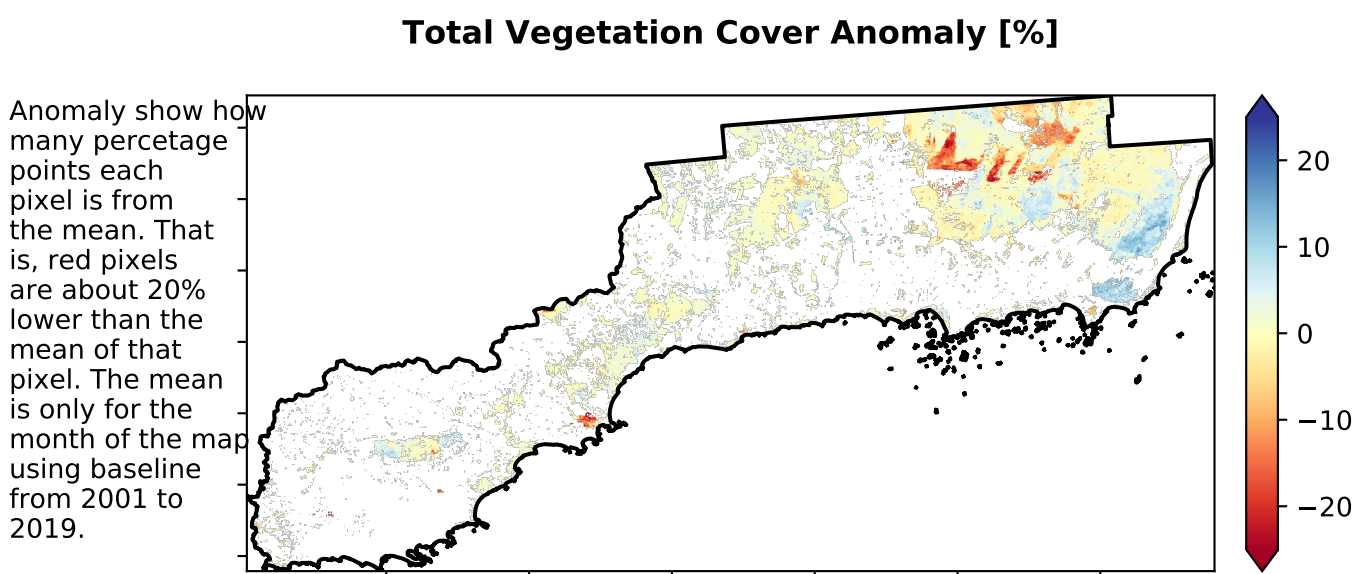 Total Vegetation Cover Anomaly [%]
Anomaly show how
many percetage
points each
pixel is from
the mean. That
is, red pixels
are about 20%
lower than the
mean of that
pixel. The mean
is only for the
month of the map
using baseline
from 2001 to
2019.
20
10
0
−10
−20